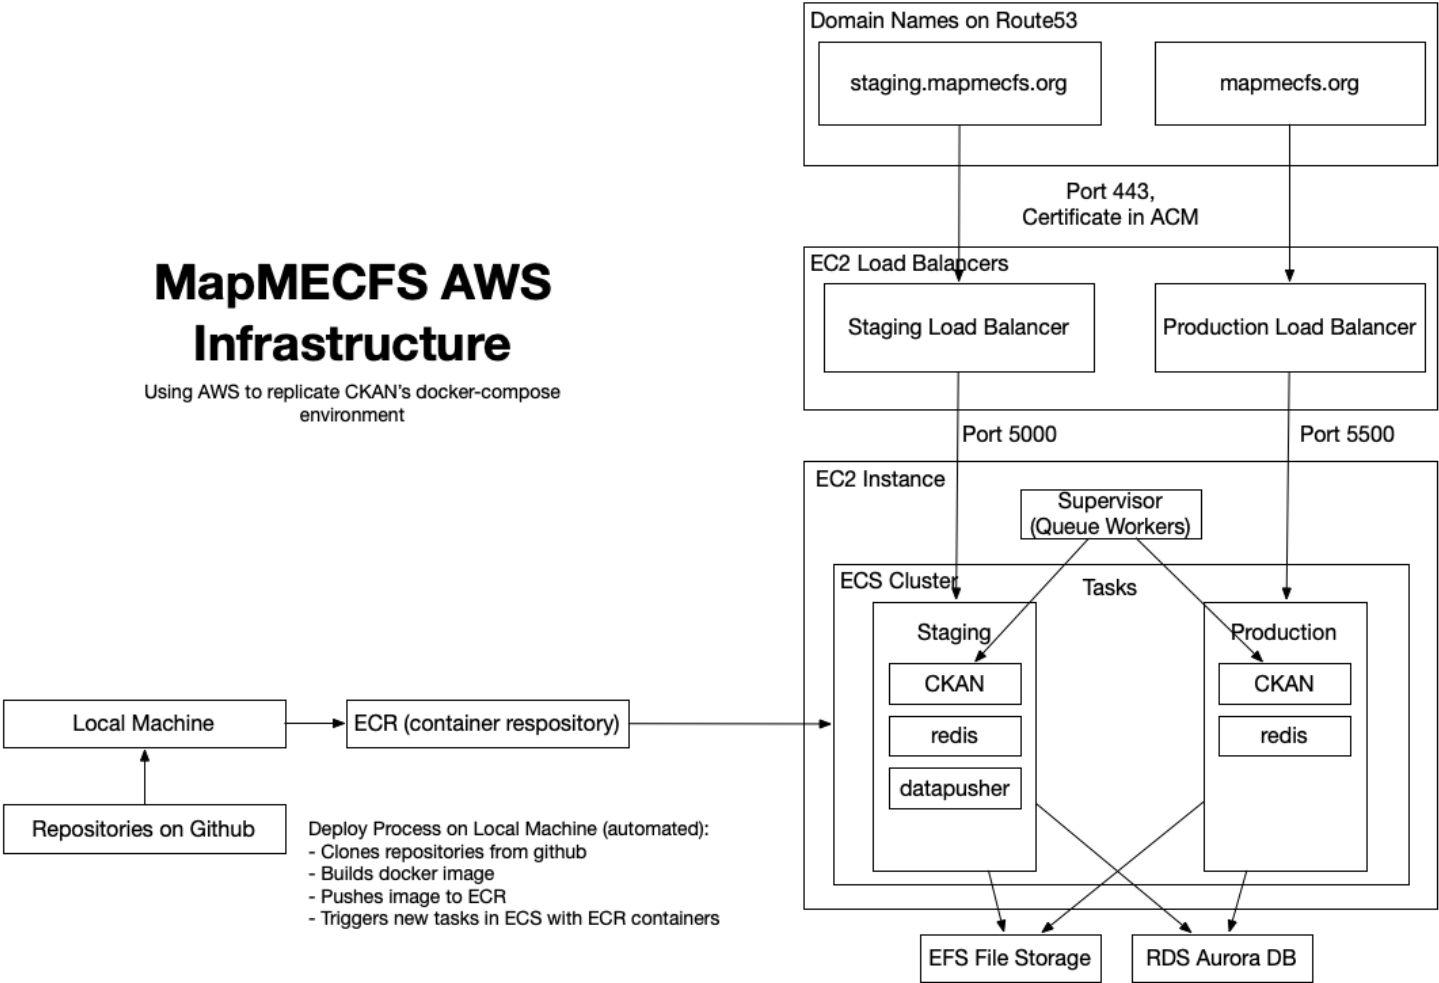 Domain Names on Route53
staging.mapmecfs.org
mapmecfs.org
Port 443,
Certificate in ACM
MapMECFS AWS
Infrastructure
Using AWS to replicate CKAN's docker-compose
environment
EC2 Load Balancers
Staging Load Balancer
Production Load Balancer
Port 5000
Port 5500
EC2 Instance
Supervisor
(Queue Workers)
ECS Cluster
Tasks
Staging
CKAN
redis
datapusher
Production
CKAN
redis
Local Machine
ECR (container respository)
Repositories on Github
Deploy Process on Local Machine (automated):
- Clones repositories from github
- Builds docker image
- Pushes image to ECR
- Triggers new tasks in ECS with ECR containers
EFS File Storage
RDS Aurora DB